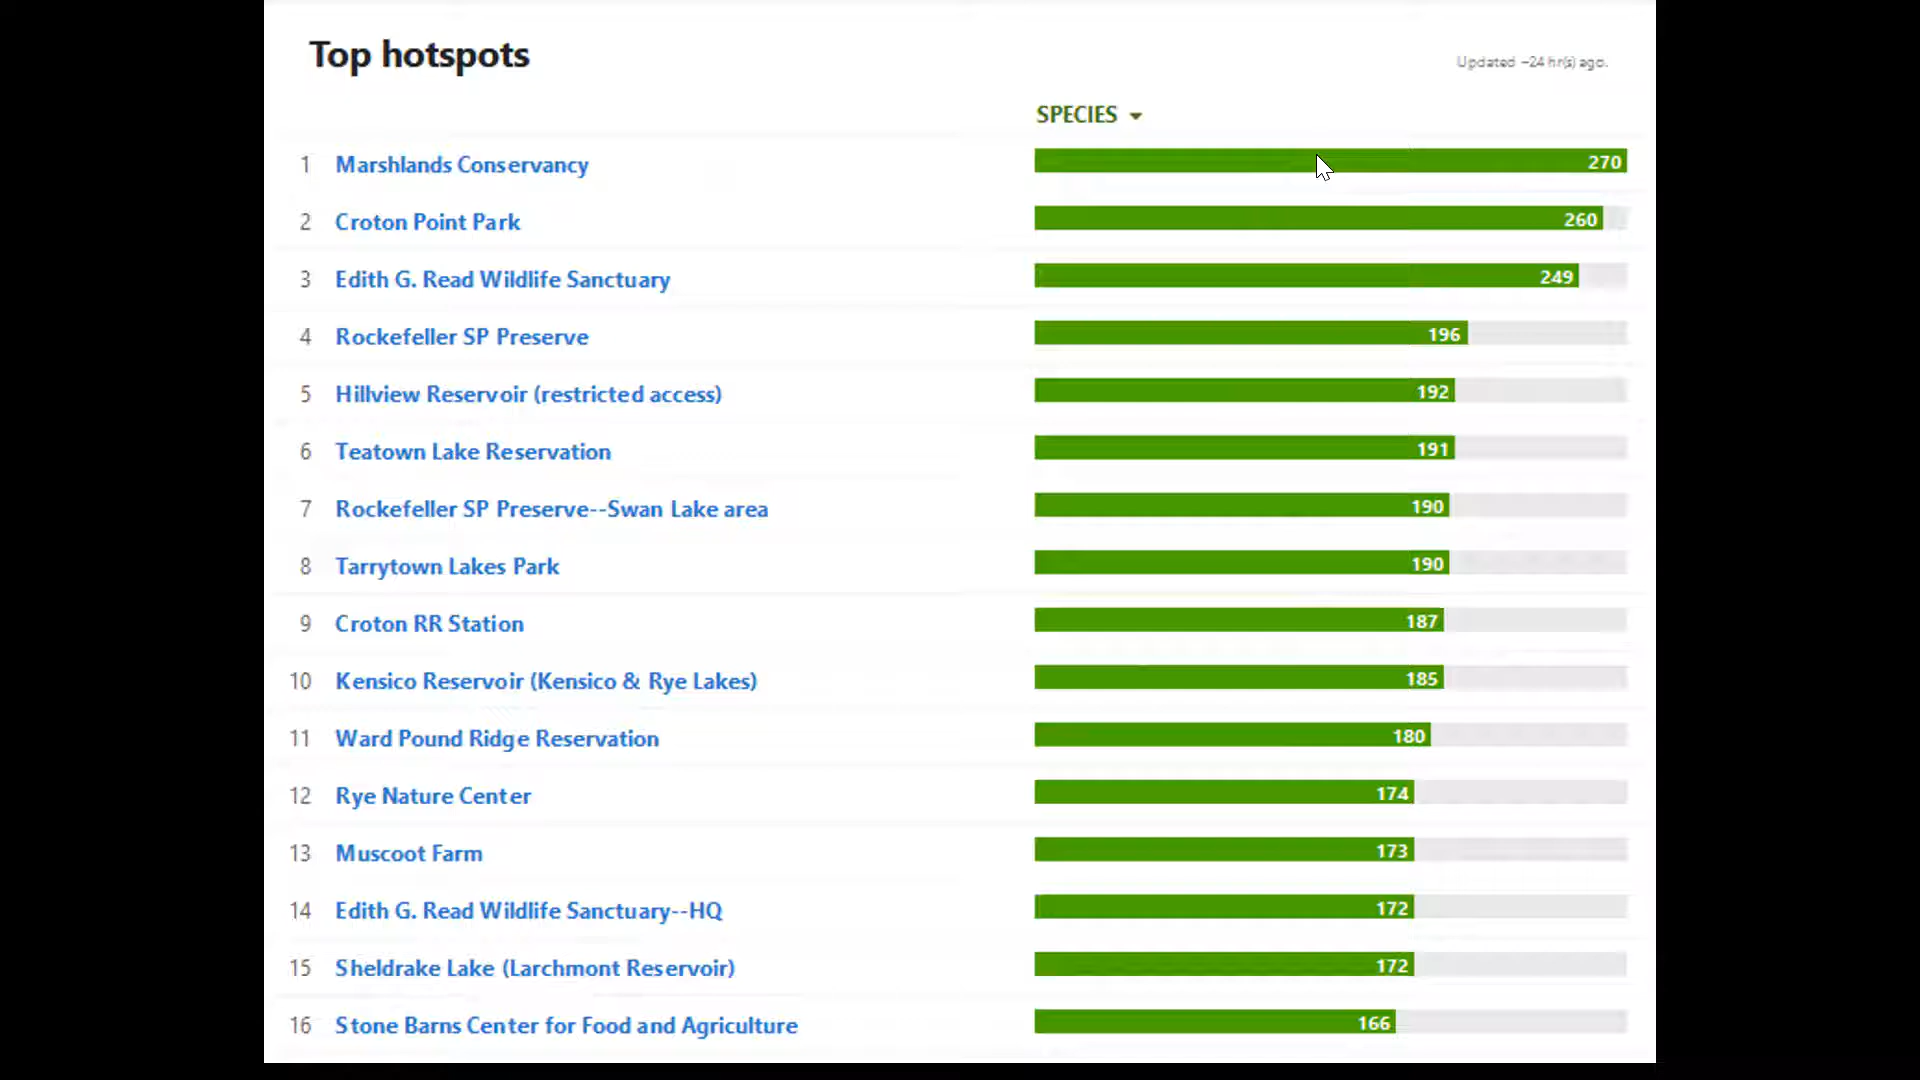 Top hotspots
Updated ~24 hr(s) ago.
SPECIES
1 Marshlands Conservancy 270
2 Croton Point Park 260
3 Edith G. Read Wildlife Sanctuary 249
4 Rockefeller SP Preserve 196
5 Hillview Reservoir (restricted access) 192
6 Teatown Lake Reservation 191
7 Rockefeller SP Preserve--Swan Lake area 190
8 Tarrytown Lakes Park 190
9 Croton RR Station 187
10 Kensico Reservoir (Kensico & Rye Lakes) 185
11 Ward Pound Ridge Reservation 180
12 Rye Nature Center 174
13 Muscoot Farm 173
14 Edith G. Read Wildlife Sanctuary--HQ 172
15 Sheldrake Lake (Larchmont Reservoir) 172
16 Stone Barns Center for Food and Agriculture 166